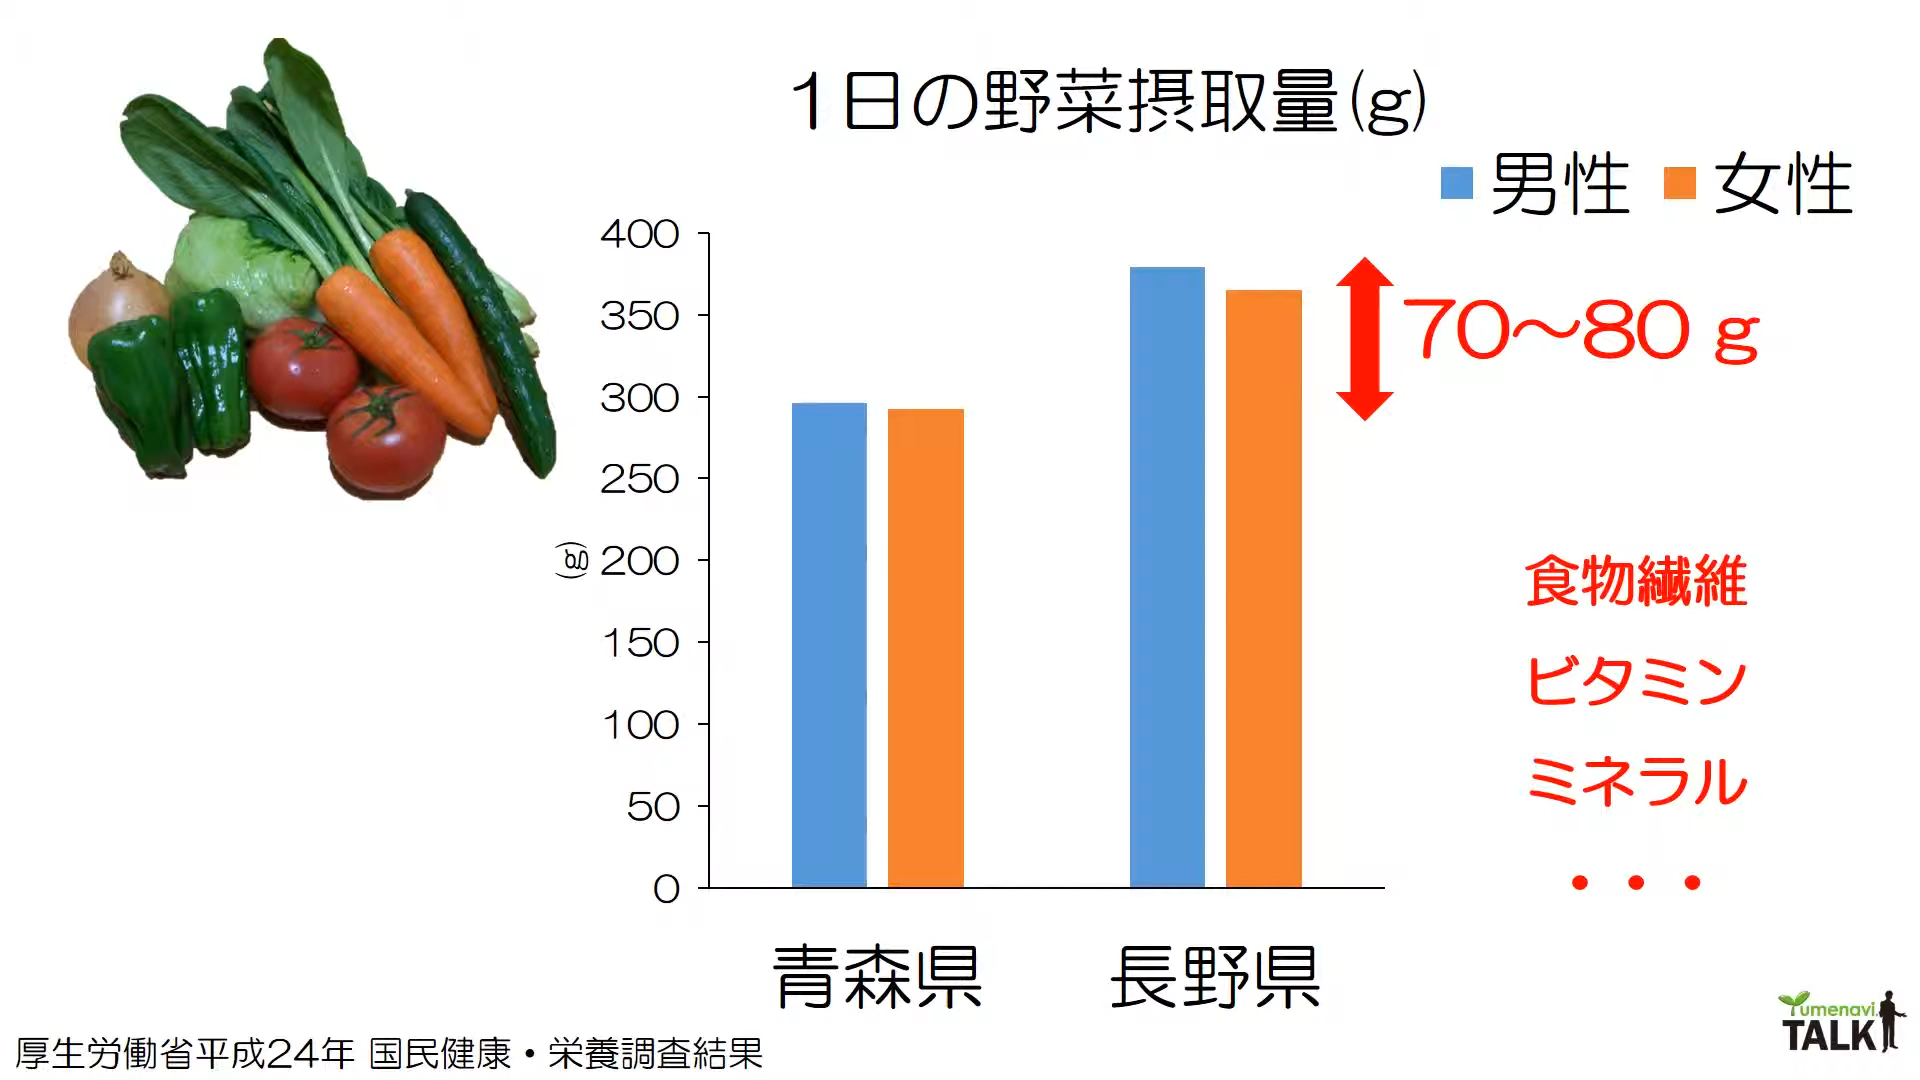 1日の野菜摂取量(g)
男性 女性
400
350
300
250
200
150
100
50
0
(g)
70～80 g
食物繊維
ビタミン
ミネラル
・・・
青森県 長野県
厚生労働省平成24年 国民健康・栄養調査結果
Yumenavi
TALK